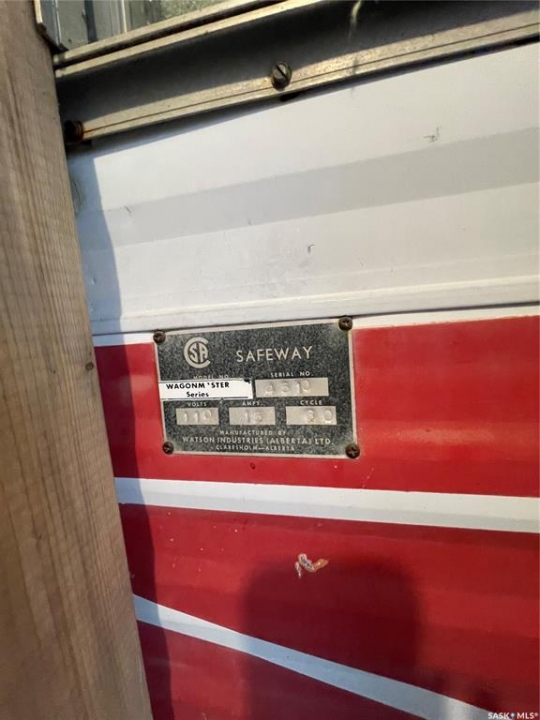 CSA SAFEWAY
MODEL NO. SERIAL NO.
WAGONM'STER
Series
VOLTS AMPS CYCLE
110 15 60
MANUFACTURED BY
WATSON INDUSTRIES (ALBERTA) LTD.
CLARESHOLM—ALBERTA
SASK*MLS®